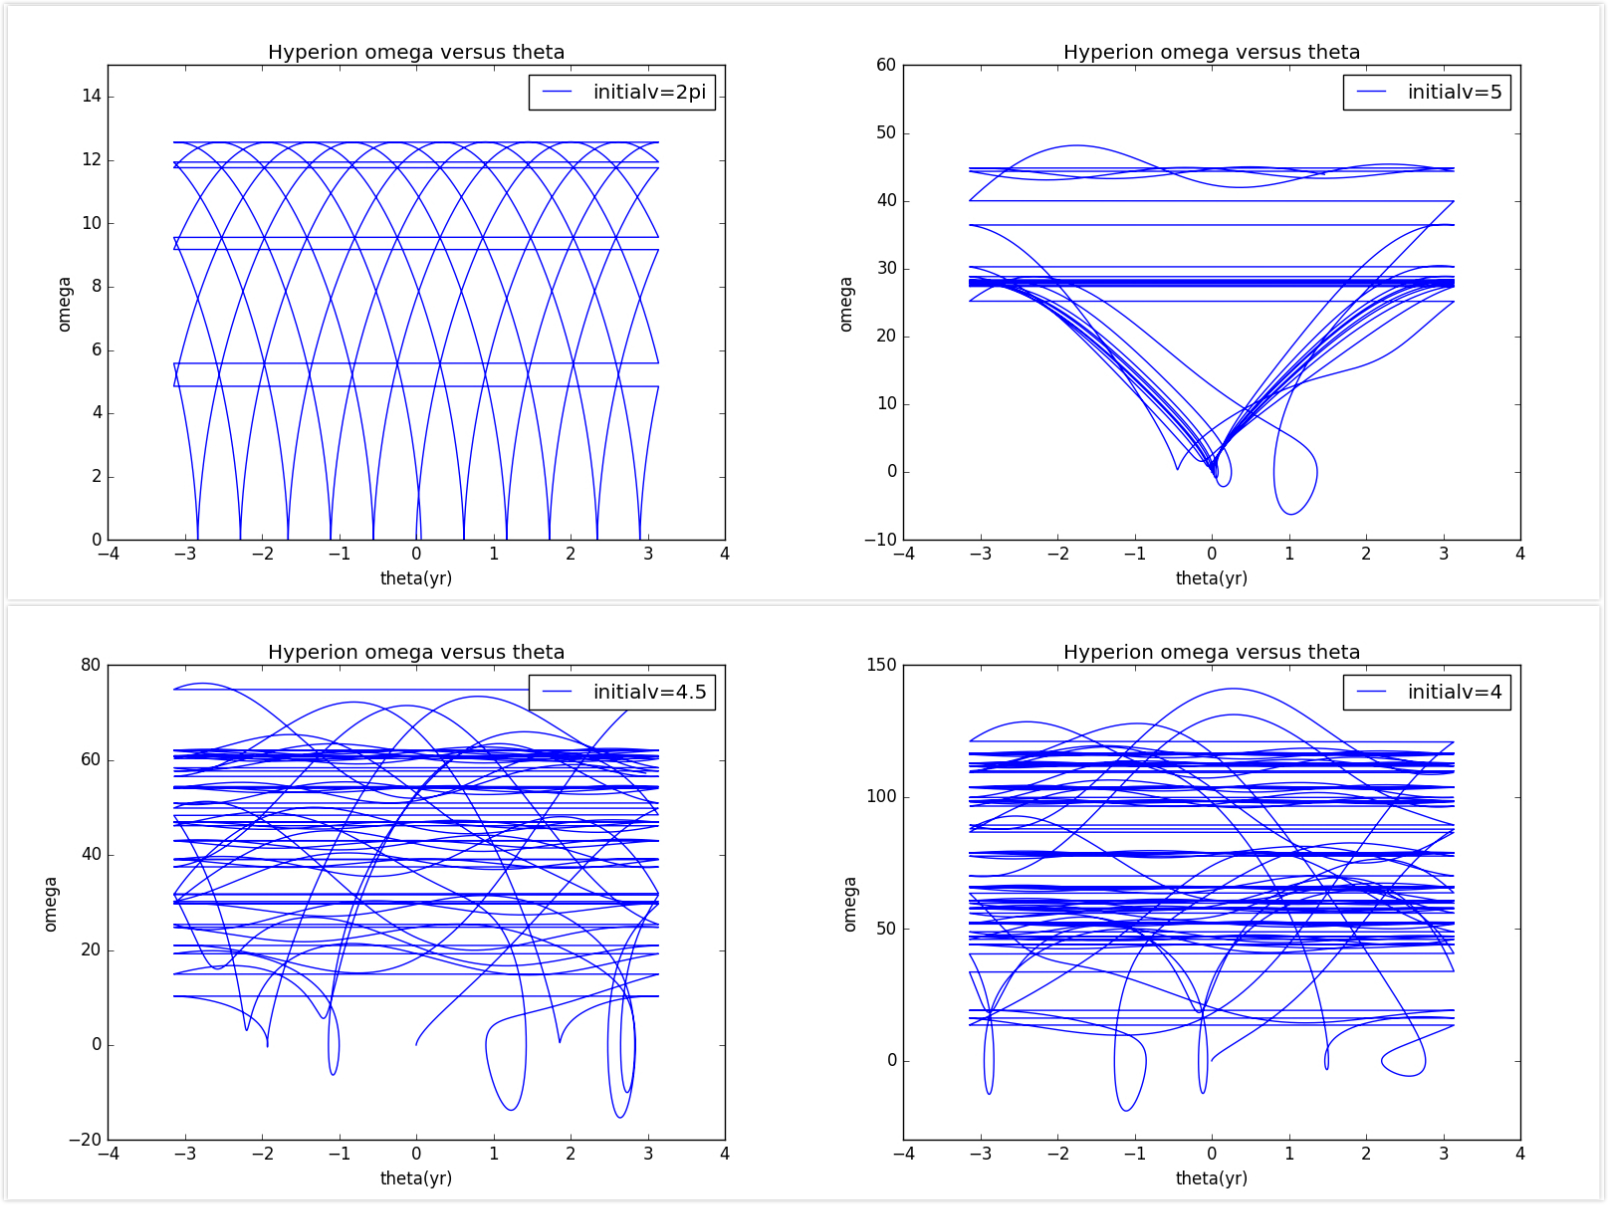 Hyperion omega versus theta
initialv=2pi
14
12
10
8
6
4
2
0
−4 −3 −2 −1 0 1 2 3 4
omega
theta(yr)
Hyperion omega versus theta
initialv=5
60
50
40
30
20
10
0
−10
−4 −3 −2 −1 0 1 2 3 4
omega
theta(yr)
Hyperion omega versus theta
initialv=4.5
80
60
40
20
0
−20
−4 −3 −2 −1 0 1 2 3 4
omega
theta(yr)
Hyperion omega versus theta
initialv=4
150
100
50
0
−4 −3 −2 −1 0 1 2 3 4
omega
theta(yr)